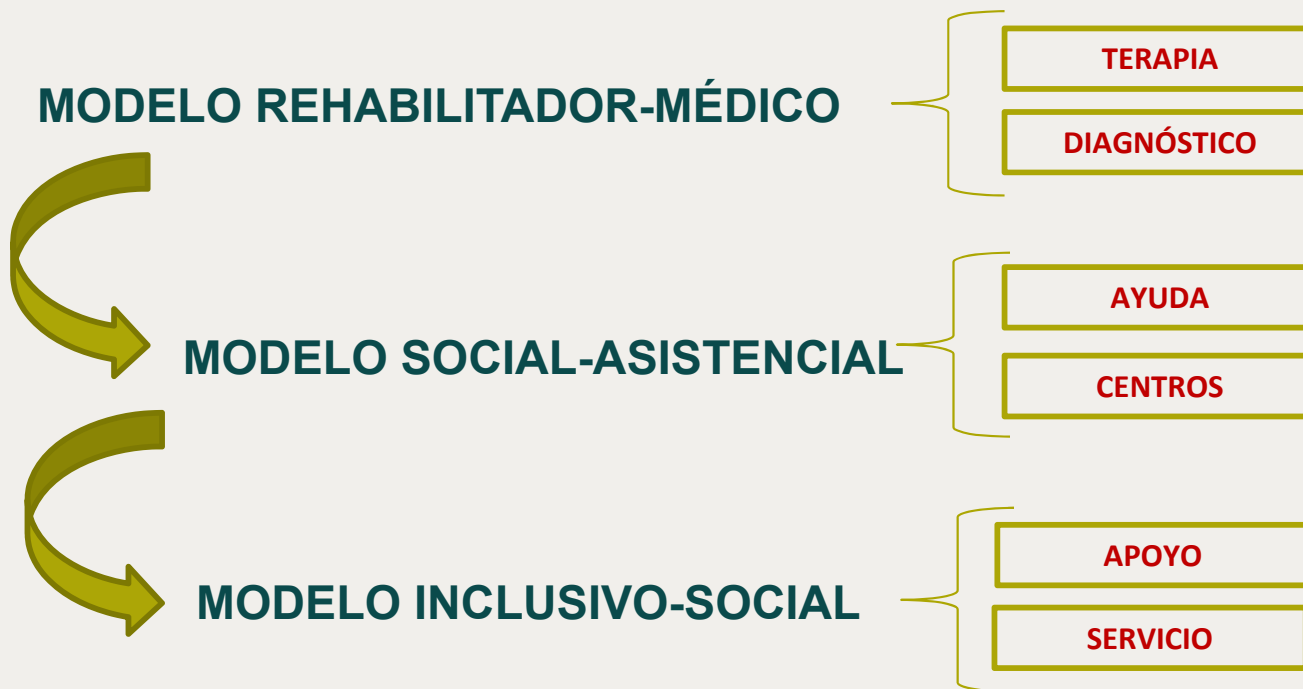 MODELO REHABILITADOR-MÉDICO
TERAPIA
DIAGNÓSTICO
MODELO SOCIAL-ASISTENCIAL
AYUDA
CENTROS
MODELO INCLUSIVO-SOCIAL
APOYO
SERVICIO